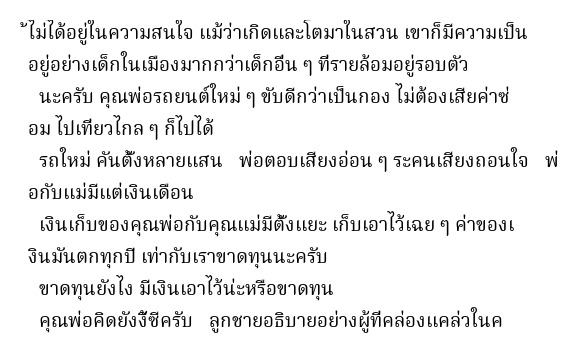 ้ไม่ได้อยู่ในความสนใจ แม้ว่าเกิดและโตมาในสวน เขาก็มีความเป็น
อยู่อย่างเด็กในเมืองมากกว่าเด็กอื่น ๆ ที่รายล้อมอยู่รอบตัว
นะครับ คุณพ่อรถยนต์ใหม่ ๆ ขับดีกว่าเป็นกอง ไม่ต้องเสียค่าซ่
อม ไปเที่ยวไกล ๆ ก็ไปได้
รถใหม่ คันตั้งหลายแสน พ่อตอบเสียงอ่อน ๆ ระคนเสียงถอนใจ พ่
อกับแม่มีแต่เงินเดือน
เงินเก็บของคุณพ่อกับคุณแม่มีตั้งแยะ เก็บเอาไว้เฉย ๆ ค่าของเ
งินมันตกทุกปี เท่ากับเราขาดทุนนะครับ
ขาดทุนยังไง มีเงินเอาไว้น่ะหรือขาดทุน
คุณพ่อคิดยังงี้ซีครับ ลูกชายอธิบายอย่างผู้ที่คล่องแคล่วในค